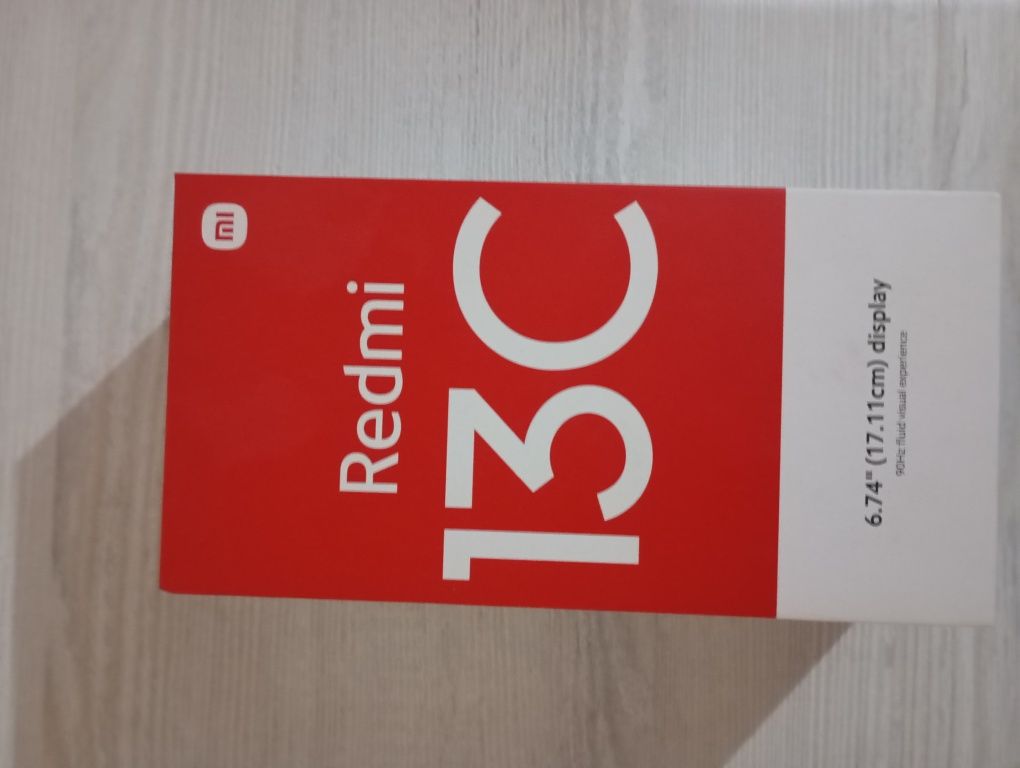 mi
Redmi
13C
6.74" (17.11cm) display
90Hz fluid visual experience